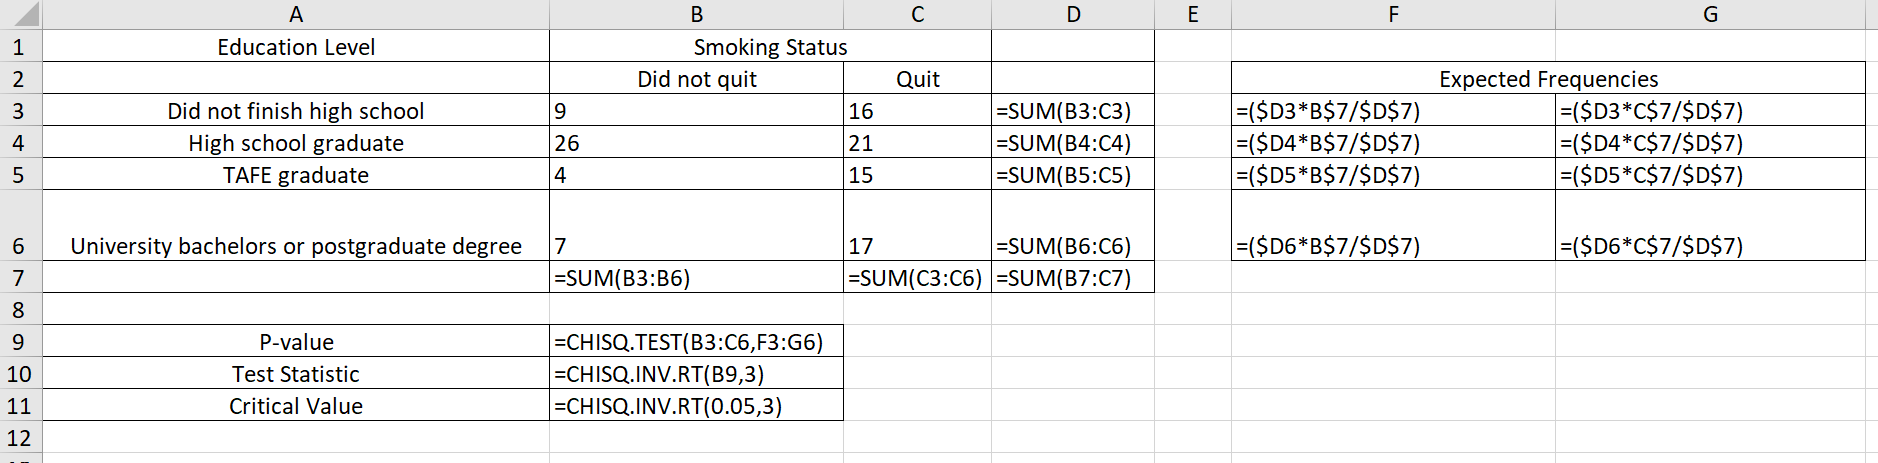 A B C D E F G
1 Education Level Smoking Status
2 Did not quit Quit Expected Frequencies
3 Did not finish high school 9 16 =SUM(B3:C3) =($D3*B$7/$D$7) =($D3*C$7/$D$7)
4 High school graduate 26 21 =SUM(B4:C4) =($D4*B$7/$D$7) =($D4*C$7/$D$7)
5 TAFE graduate 4 15 =SUM(B5:C5) =($D5*B$7/$D$7) =($D5*C$7/$D$7)
6 University bachelors or postgraduate degree 7 17 =SUM(B6:C6) =($D6*B$7/$D$7) =($D6*C$7/$D$7)
7 =SUM(B3:B6) =SUM(C3:C6) =SUM(B7:C7)
8
9 P-value =CHISQ.TEST(B3:C6,F3:G6)
10 Test Statistic =CHISQ.INV.RT(B9,3)
11 Critical Value =CHISQ.INV.RT(0.05,3)
12